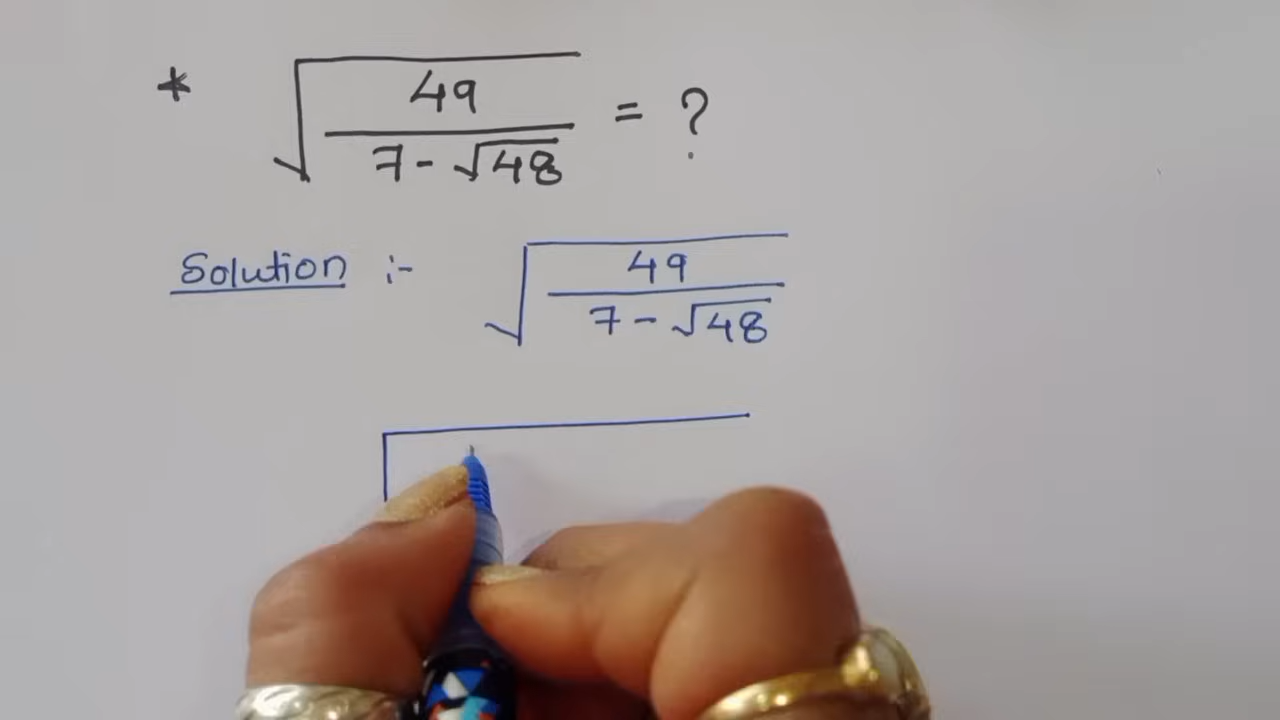 * √(49/(7-√48)) = ?
Solution :- √(49/(7-√48))